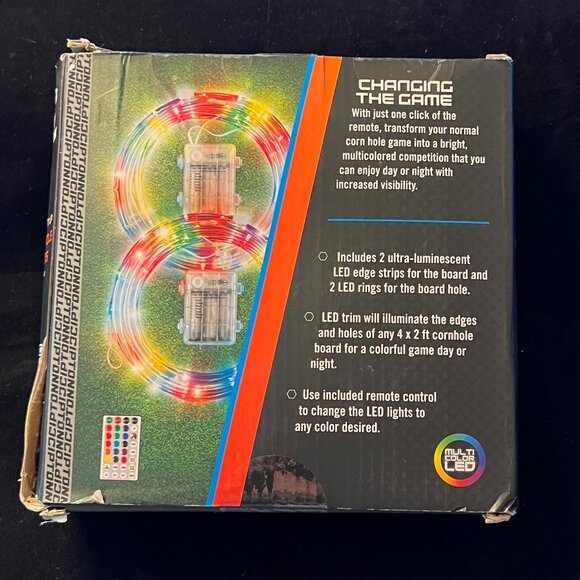 CHANGING
THE GAME
With just one click of the
remote, transform your normal
corn hole game into a bright,
multicolored competition that you
can enjoy day or night with
increased visibility.
Includes 2 ultra-luminescent
LED edge strips for the board and
2 LED rings for the board hole.
LED trim will illuminate the edges
and holes of any 4 x 2 ft cornhole
board for a colorful game day or
night.
Use included remote control
to change the LED lights to
any color desired.
MULTI
COLOR
LED